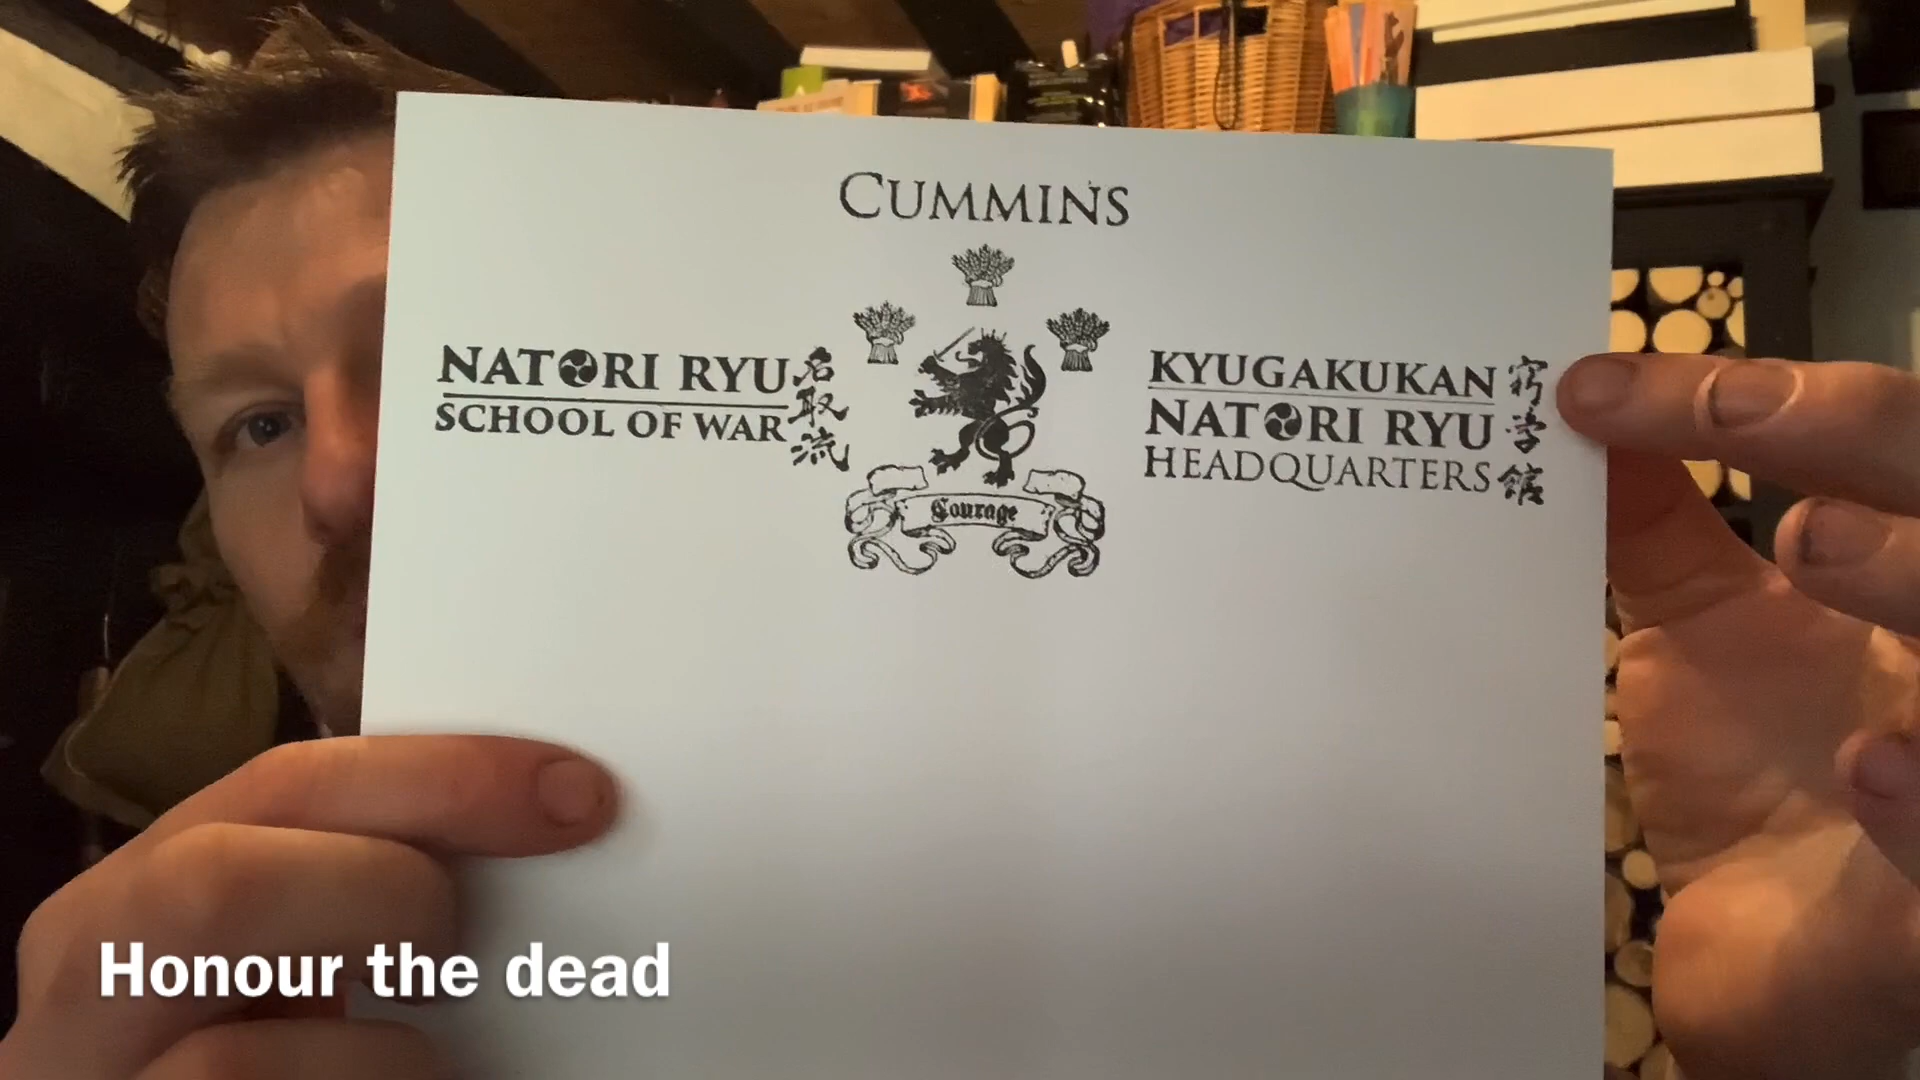 CUMMINS
NATORI RYU
SCHOOL OF WAR
名取流
Courage
KYUGAKUKAN
NATORI RYU
HEADQUARTERS
窮学館
Honour the dead